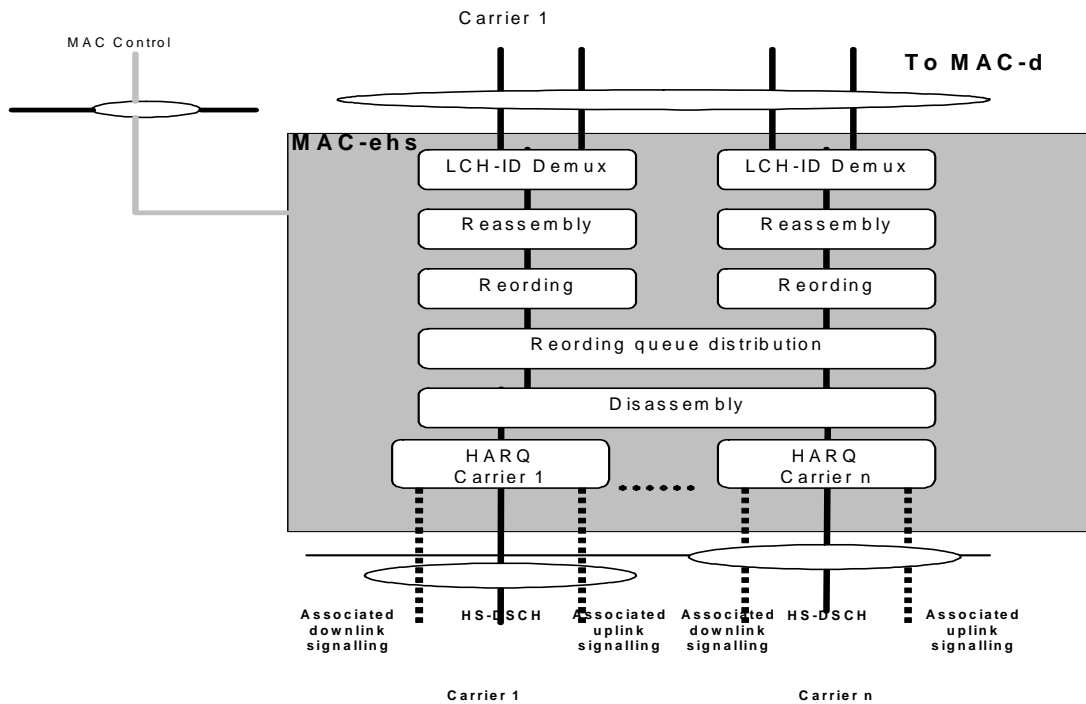 Carrier 1
MAC Control
To MAC-d
MAC-ehs
LCH-ID Demux
LCH-ID Demux
Reassembly
Reassembly
Reording
Reording
Reording queue distribution
Disassembly
HARQ
Carrier 1
HARQ
Carrier n
Associated
downlink
signalling
HS-DSCH
Associated
uplink
signalling
Associated
downlink
signalling
HS-DSCH
Associated
uplink
signalling
Carrier 1
Carrier n